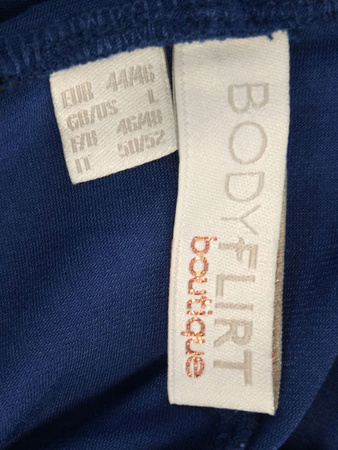 EUR 44/46
GB/US L
F/B 46/48
IT 50/52
BODYFLIRT
boutique